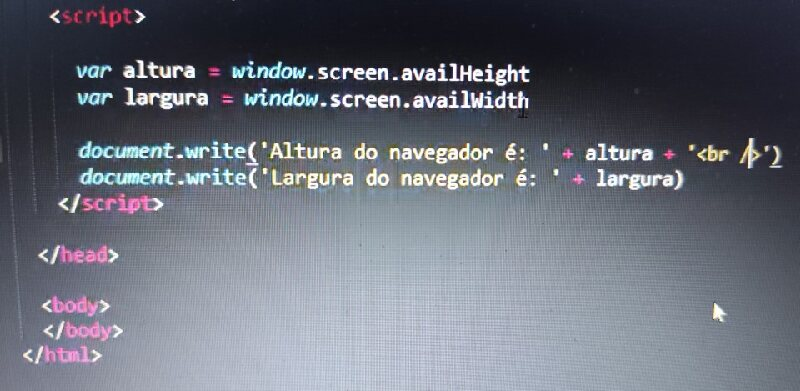 <script>
var altura = window.screen.availHeight
var largura = window.screen.availWidth
document.write('Altura do navegador é: ' + altura + '<br />')
document.write('Largura do navegador é: ' + largura)
</script>
</head>
<body>
</body>
</html>